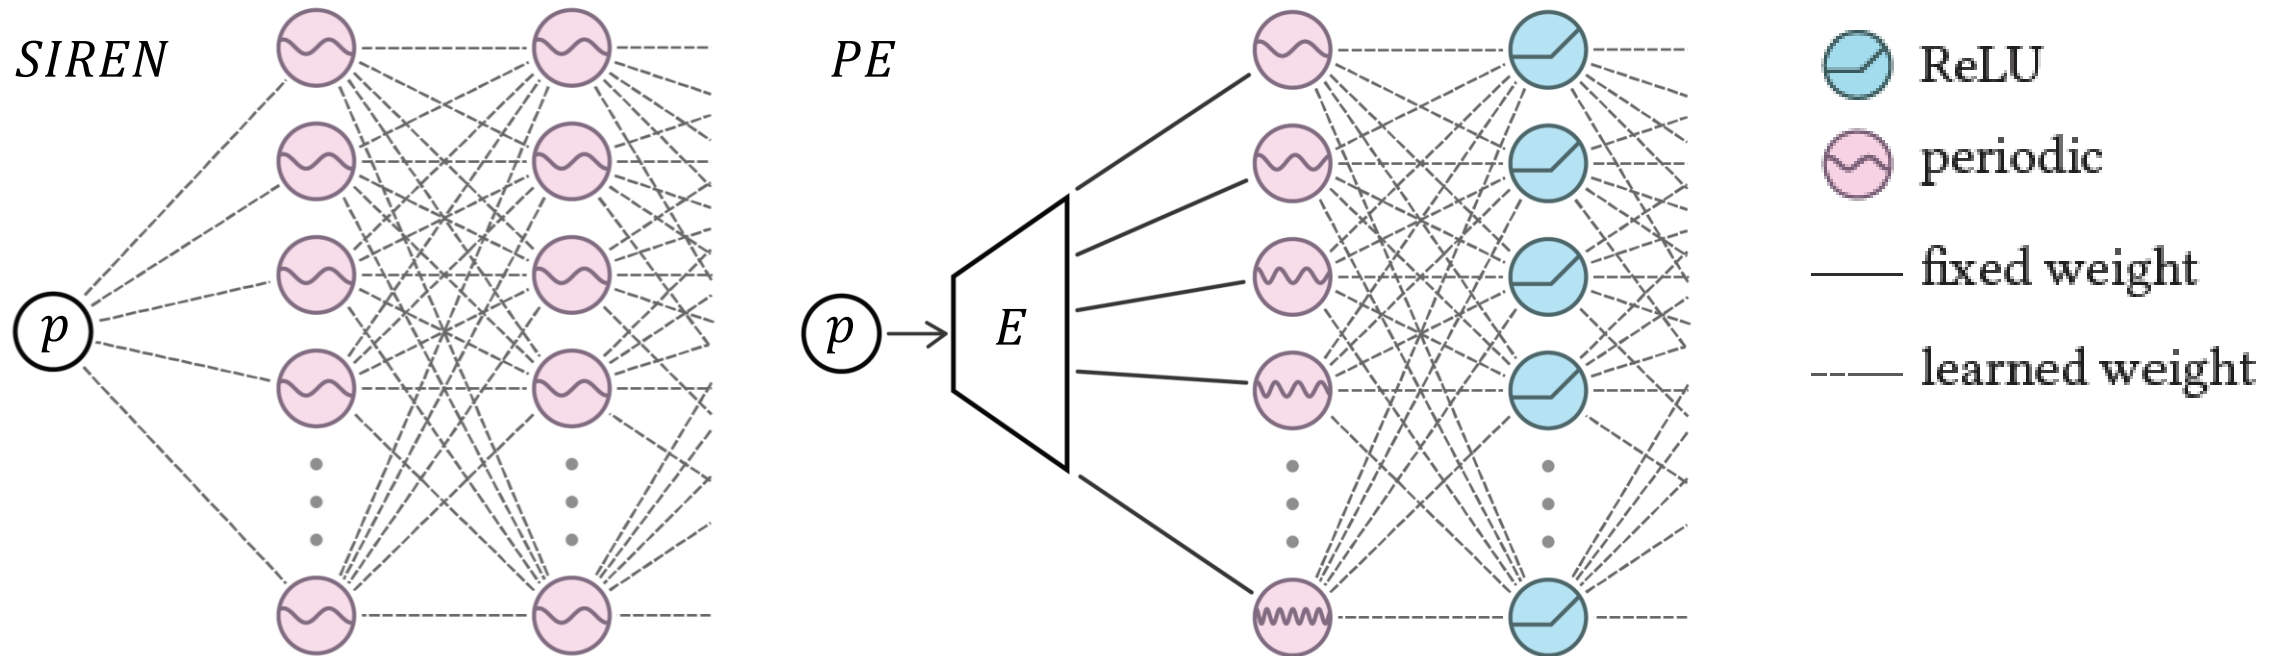 SIREN
p
PE
p
E
ReLU
periodic
fixed weight
learned weight